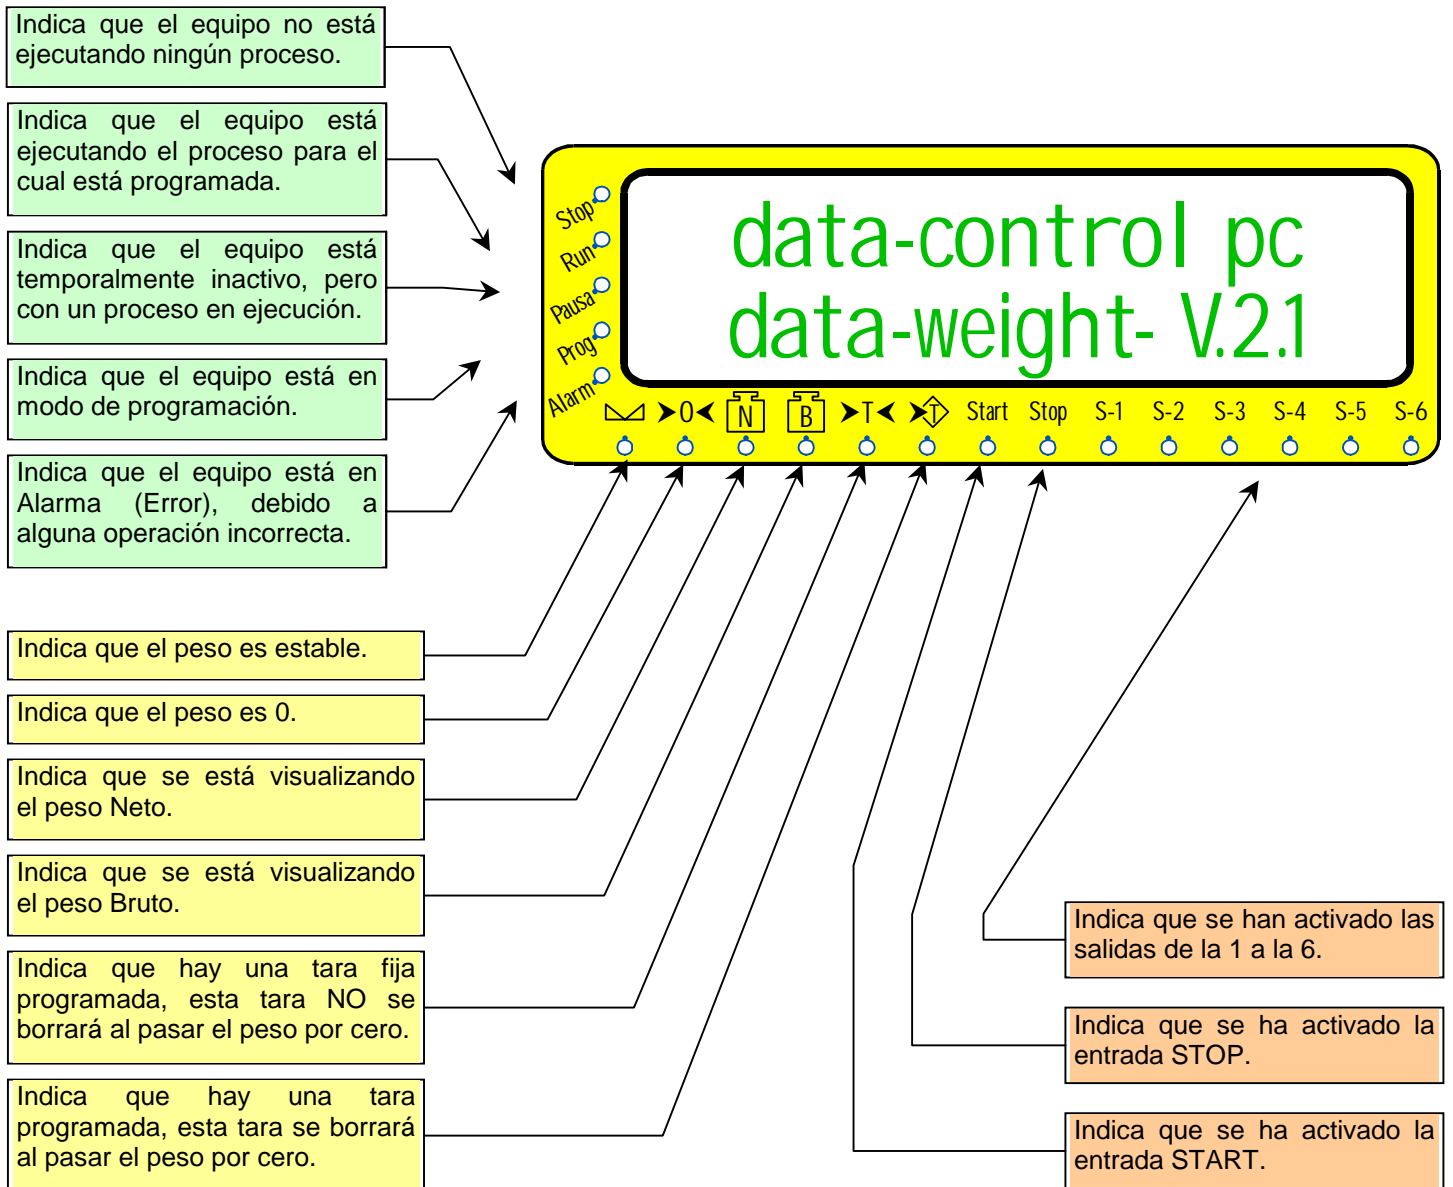 Indica que el equipo no está
ejecutando ningún proceso.
Indica que el equipo está
ejecutando el proceso para el
cual está programada.
Indica que el equipo está
temporalmente inactivo, pero
con un proceso en ejecución.
Indica que el equipo está en
modo de programación.
Indica que el equipo está en
Alarma (Error), debido a
alguna operación incorrecta.
Stop
Run
Pausa
Prog
Alarm
data-control pc
data-weight- V.2.1
>0< N B >T< >T Start Stop S-1 S-2 S-3 S-4 S-5 S-6
Indica que el peso es estable.
Indica que el peso es 0.
Indica que se está visualizando
el peso Neto.
Indica que se está visualizando
el peso Bruto.
Indica que hay una tara fija
programada, esta tara NO se
borrará al pasar el peso por cero.
Indica que hay una tara
programada, esta tara se borrará
al pasar el peso por cero.
Indica que se han activado las
salidas de la 1 a la 6.
Indica que se ha activado la
entrada STOP.
Indica que se ha activado la
entrada START.